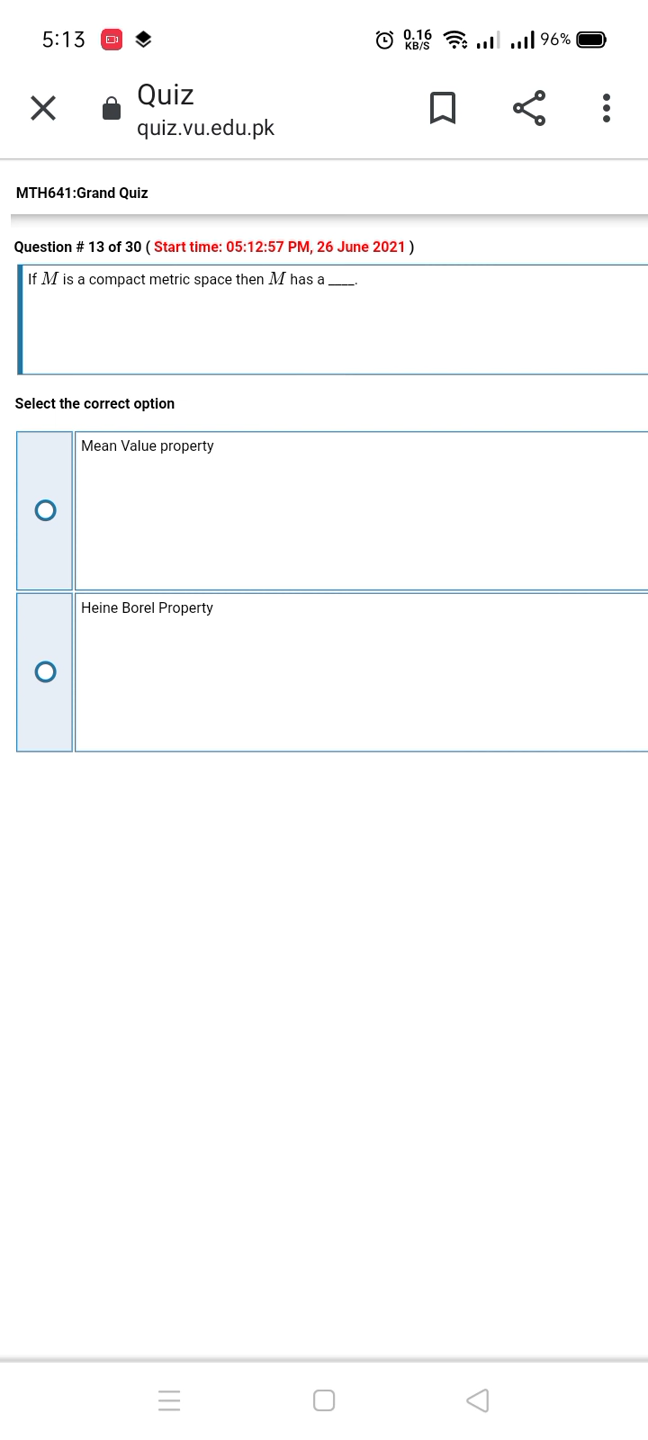 5:13 0.16 KB/S 96%
Quiz
quiz.vu.edu.pk
MTH641:Grand Quiz
Question # 13 of 30 ( Start time: 05:12:57 PM, 26 June 2021 )
If M is a compact metric space then M has a ____.
Select the correct option
Mean Value property
Heine Borel Property